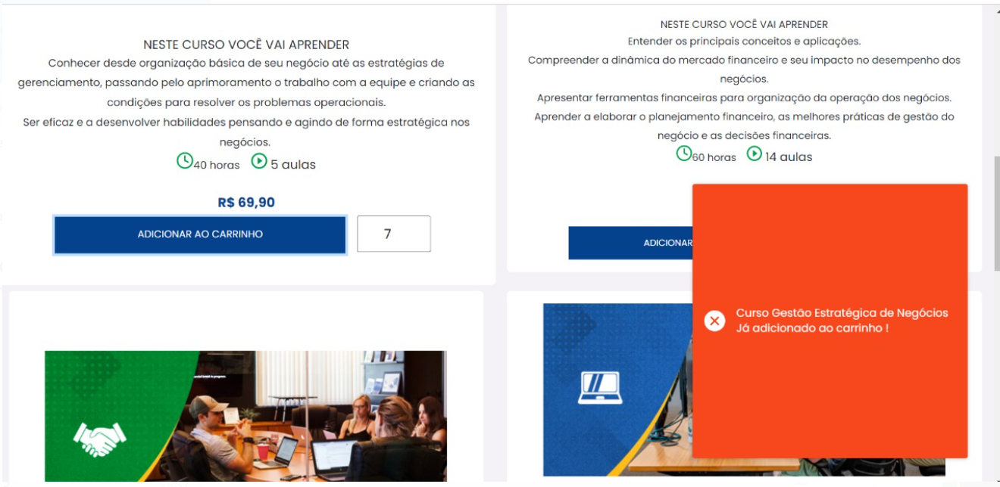 NESTE CURSO VOCÊ VAI APRENDER
Conhecer desde organização básica de seu negócio até as estratégias de
gerenciamento, passando pelo aprimoramento o trabalho com a equipe e criando as
condições para resolver os problemas operacionais.
Ser eficaz e a desenvolver habilidades pensando e agindo de forma estratégica nos
negócios.
40 horas 5 aulas
R$ 69,90
ADICIONAR AO CARRINHO 7
NESTE CURSO VOCÊ VAI APRENDER
Entender os principais conceitos e aplicações.
Compreender a dinâmica do mercado financeiro e seu impacto no desempenho dos
negócios.
Apresentar ferramentas financeiras para organização da operação dos negócios.
Aprender a elaborar o planejamento financeiro, as melhores práticas de gestão do
negócio e as decisões financeiras.
60 horas 14 aulas
ADICIONAR
Curso Gestão Estratégica de Negócios
Já adicionado ao carrinho !